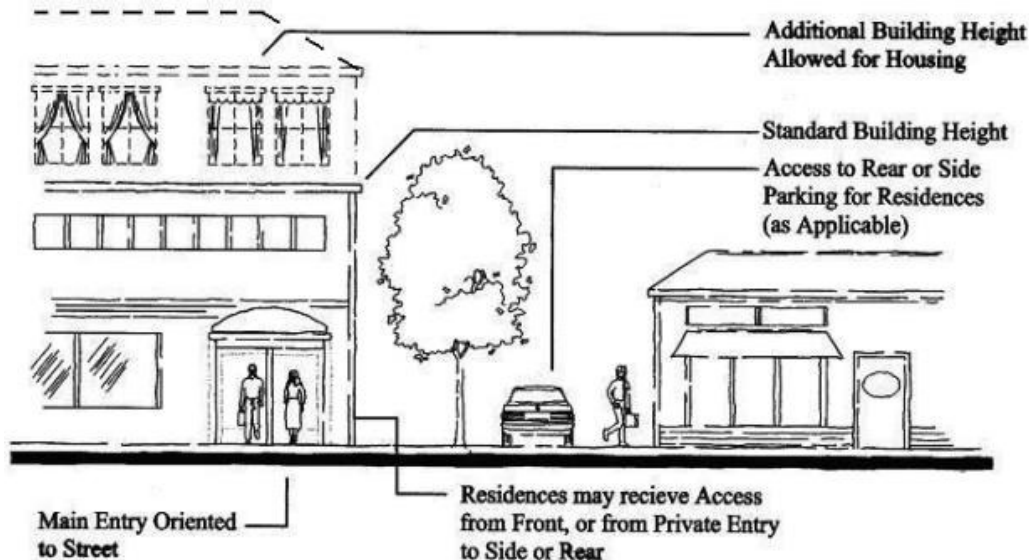 Additional Building Height
Allowed for Housing
Standard Building Height
Access to Rear or Side
Parking for Residences
(as Applicable)
Main Entry Oriented
to Street
Residences may recieve Access
from Front, or from Private Entry
to Side or Rear